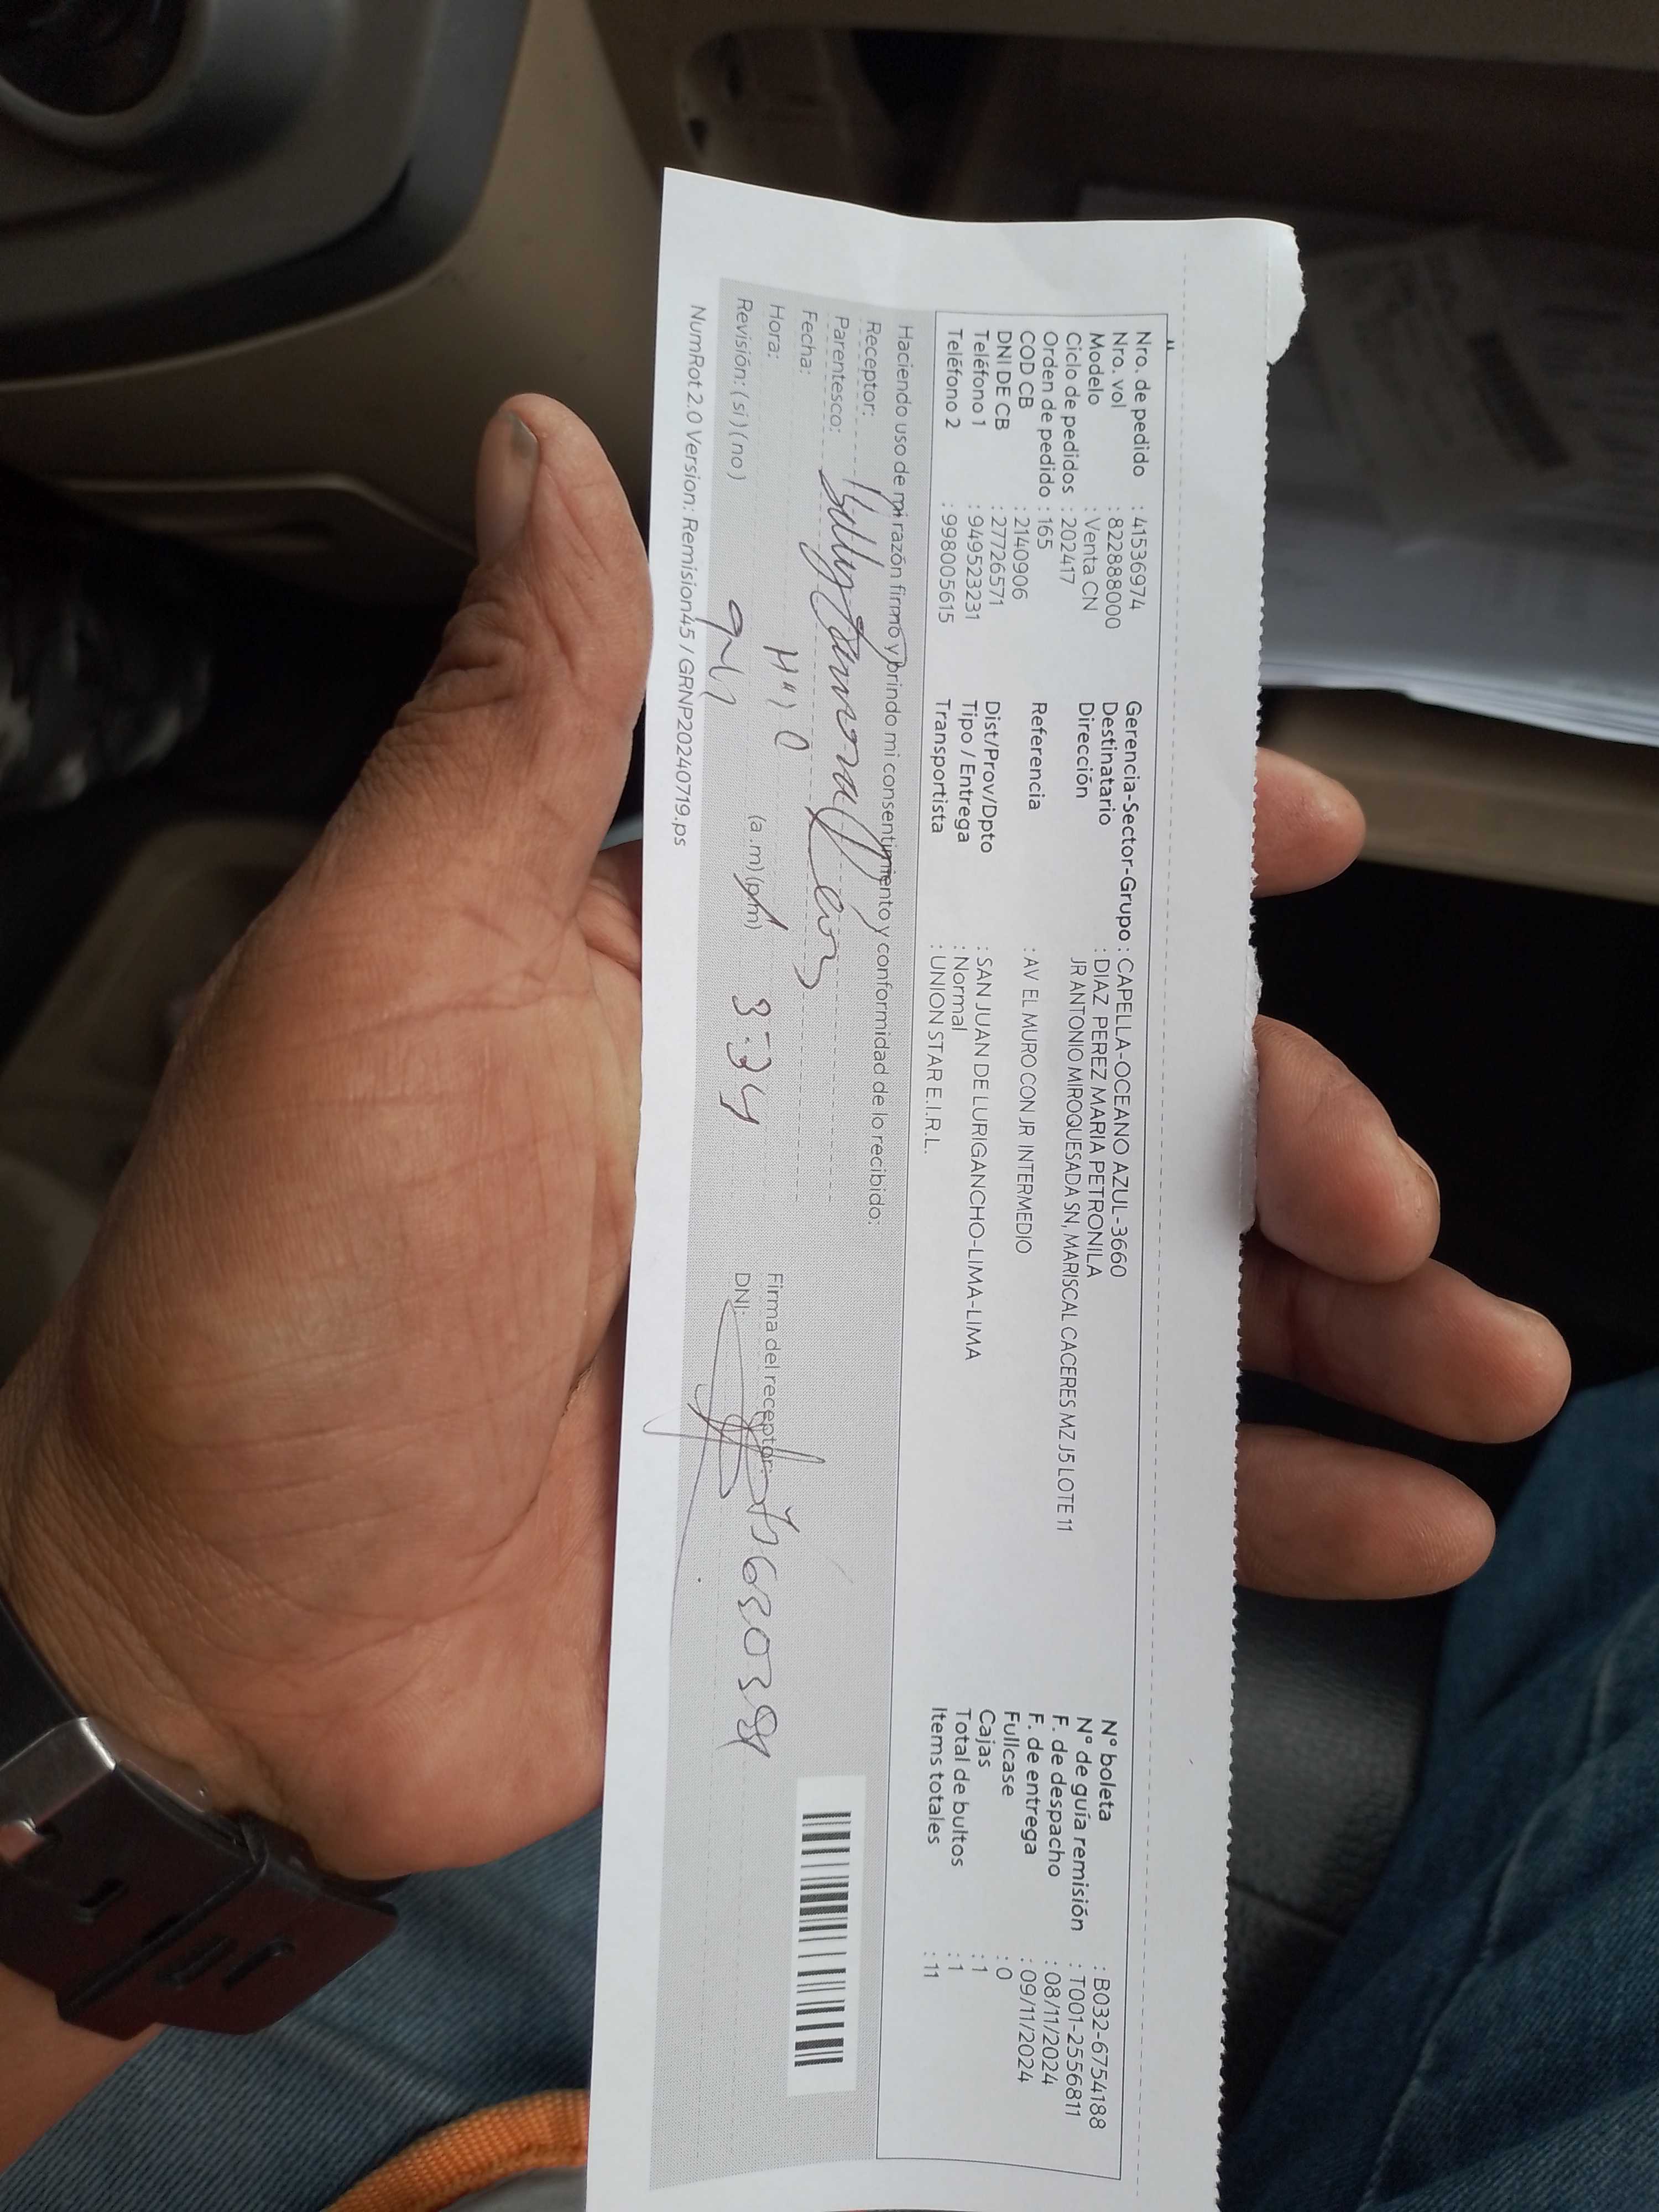 Nro. de pedido : 41536974
Nro. vol : 822888000
Modelo : Venta CN
Ciclo de pedidos : 202417
Orden de pedido : 165
COD CB : 2140906
DNI DE CB : 27726571
Teléfono 1 : 949523231
Teléfono 2 : 998005615
Gerencia-Sector-Grupo : CAPELLA-OCEANO AZUL-3660
Destinatario : DIAZ PEREZ MARIA PETRONILA
Dirección JR ANTONIO MIROQUESADA SN, MARISCAL CACERES MZ J5 LOTE 11
Referencia : AV EL MURO CON JR INTERMEDIO
Dist/Prov/Dpto : SAN JUAN DE LURIGANCHO-LIMA-LIMA
Tipo / Entrega : Normal
Transportista : UNION STAR E.I.R.L.
N° boleta : B032-6754188
N° de guía remisión : T001-2556811
F. de despacho : 08/11/2024
F. de entrega : 09/11/2024
Fullcase : 0
Cajas : 1
Total de bultos : 1
Items totales : 11
Haciendo uso de mi razón firmo y brindo mi consentimiento y conformidad de lo recibido:
Receptor:
Parentesco:
Fecha:
Hora: (a.m) (p.m) 3:34
Revisión: (si) (no)
Firma del receptor:
DNI:
NumRot 2.0 Version: Remision45 / GRNP20240719.ps